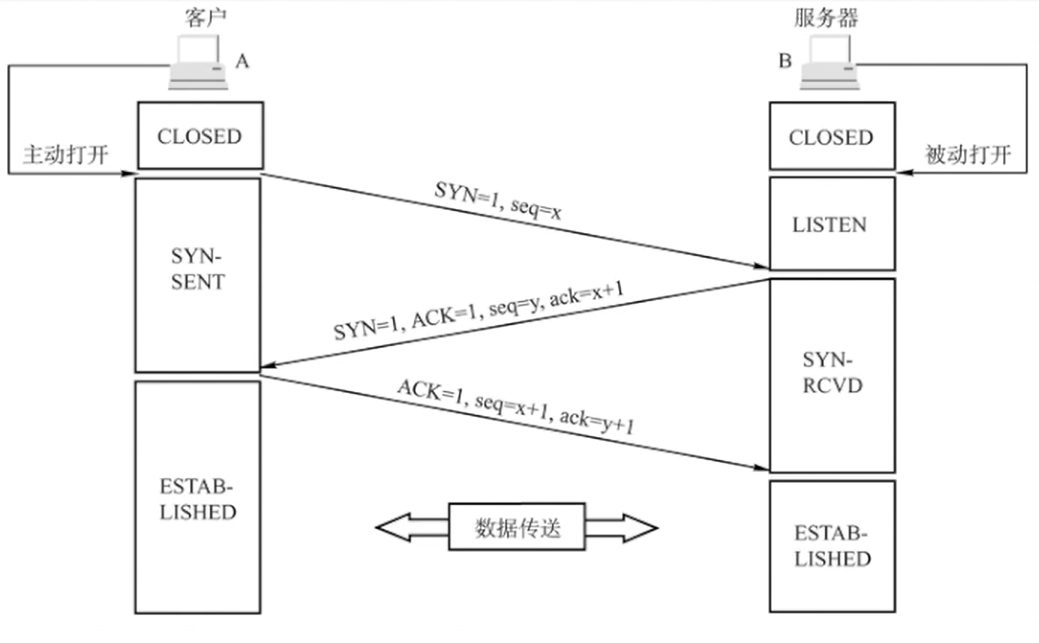 客户
服务器
A
B
CLOSED
CLOSED
主动打开
被动打开
SYN=1, seq=x
LISTEN
SYN-
SENT
SYN=1, ACK=1, seq=y, ack=x+1
SYN-
RCVD
ACK=1, seq=x+1, ack=y+1
ESTAB-
LISHED
数据传送
ESTAB-
LISHED